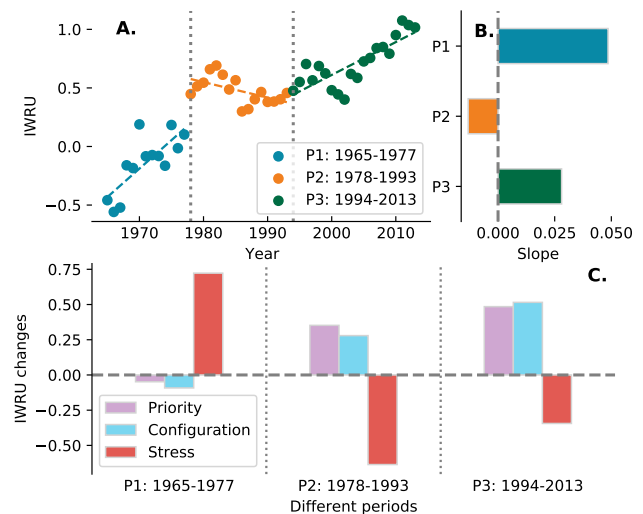 A.
1.0
0.5
0.0
−0.5
IWRU
P1: 1965-1977
P2: 1978-1993
P3: 1994-2013
1970
1980
1990
2000
2010
Year
B.
P1
P2
P3
0.000
0.025
0.050
Slope
C.
0.75
0.50
0.25
0.00
−0.25
−0.50
IWRU changes
Priority
Configuration
Stress
P1: 1965-1977
P2: 1978-1993
P3: 1994-2013
Different periods